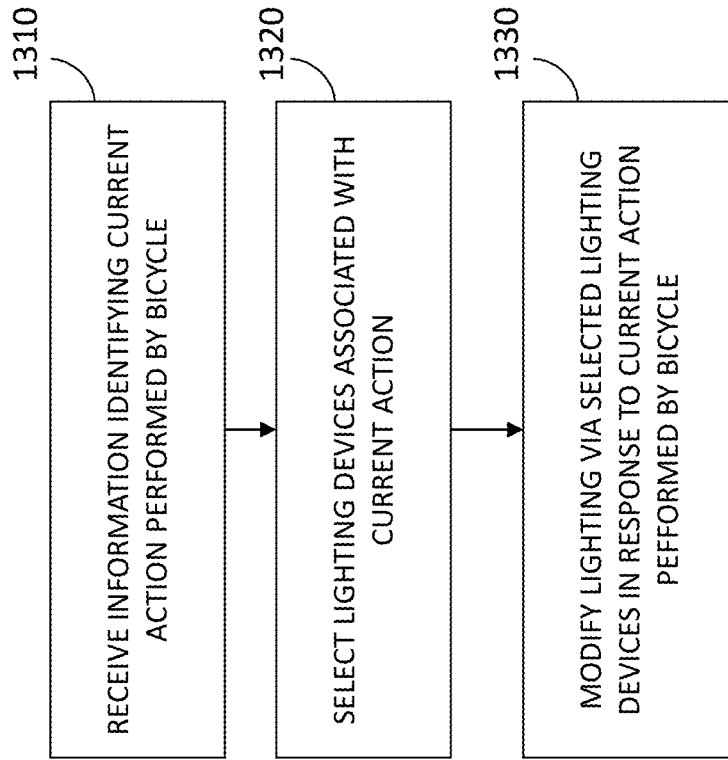 1310
RECEIVE INFORMATION IDENTIFYING CURRENT
ACTION PERFORMED BY BICYCLE
1320
SELECT LIGHTING DEVICES ASSOCIATED WITH
CURRENT ACTION
1330
MODIFY LIGHTING VIA SELECTED LIGHTING
DEVICES IN RESPONSE TO CURRENT ACTION
PEFFORMED BY BICYCLE